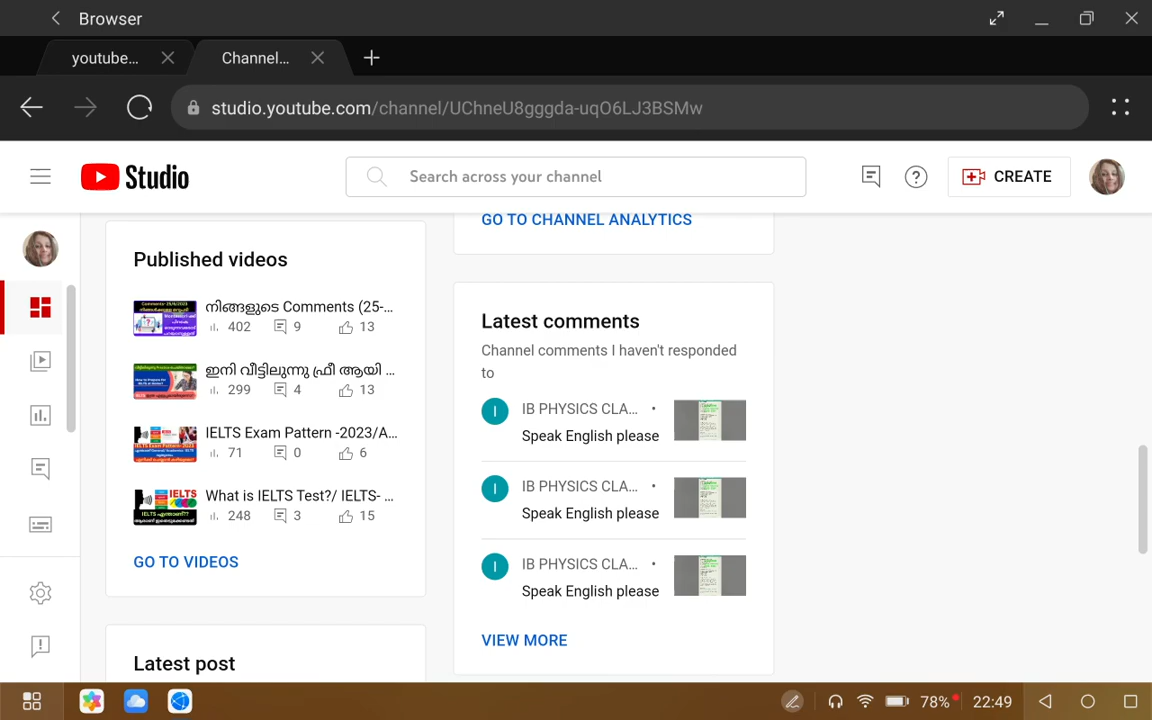 Browser
youtube...
Channel...
studio.youtube.com/channel/UChneU8gggda-uqO6LJ3BSMw
Studio
Search across your channel
CREATE
GO TO CHANNEL ANALYTICS
Published videos
നിങ്ങളുടെ Comments (25-...
402 9 13
ഇനി വീട്ടിലുന്നു ഫ്രീ ആയി ...
299 4 13
IELTS Exam Pattern -2023/A...
71 0 6
What is IELTS Test?/ IELTS- ...
248 3 15
GO TO VIDEOS
Latest post
Latest comments
Channel comments I haven't responded
to
I IB PHYSICS CLA... •
Speak English please
I IB PHYSICS CLA... •
Speak English please
I IB PHYSICS CLA... •
Speak English please
VIEW MORE
78% 22:49